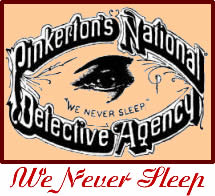 Pinkerton's National
"WE NEVER SLEEP"
Detective Agency
We Never Sleep